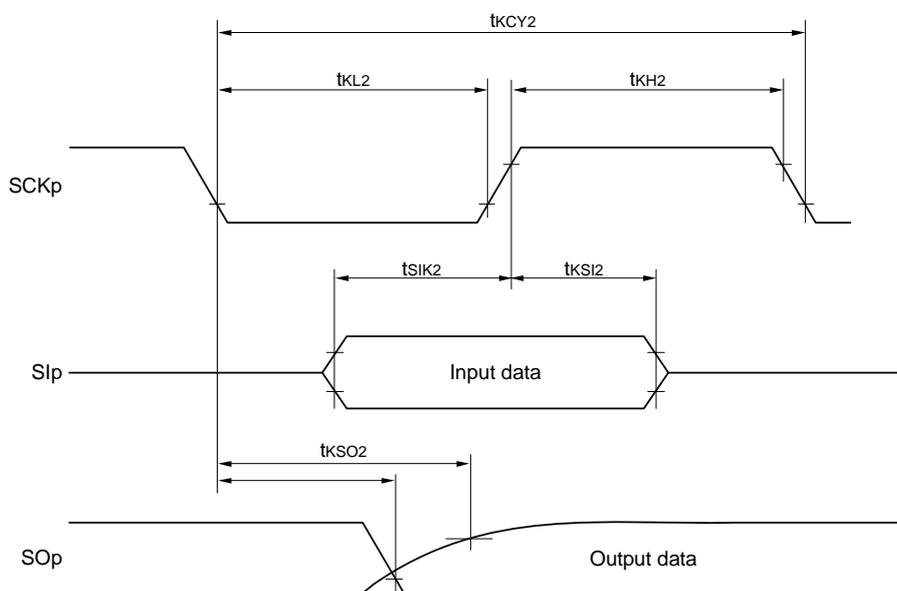 tKCY2
tKL2
tKH2
SCKp
tSIK2
tKSI2
SIp
Input data
tKSO2
SOp
Output data